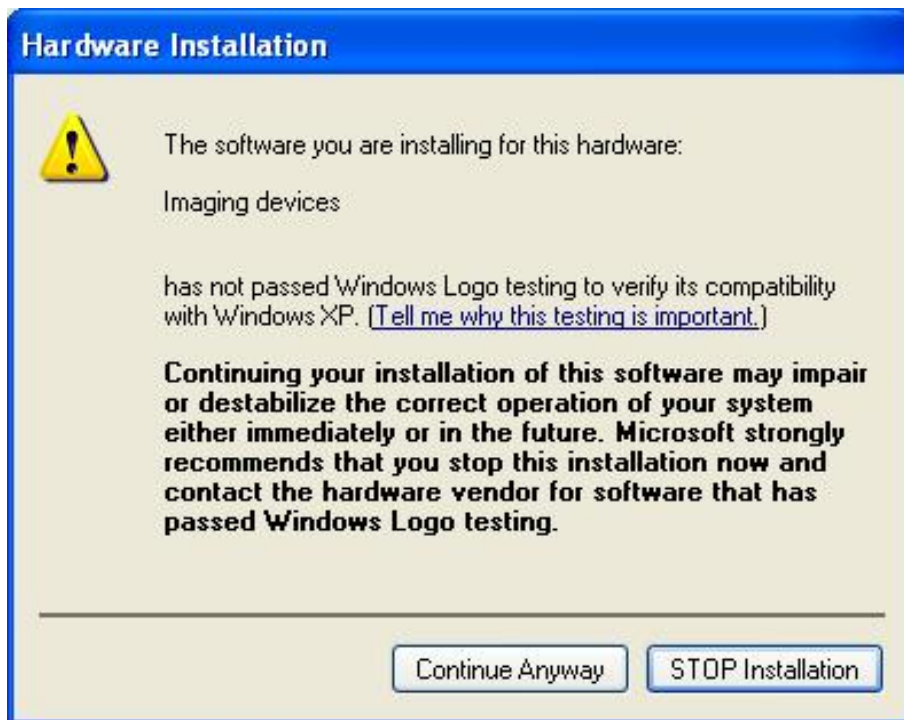 Hardware Installation
The software you are installing for this hardware:
Imaging devices
has not passed Windows Logo testing to verify its compatibility
with Windows XP. (Tell me why this testing is important.)
Continuing your installation of this software may impair
or destabilize the correct operation of your system
either immediately or in the future. Microsoft strongly
recommends that you stop this installation now and
contact the hardware vendor for software that has
passed Windows Logo testing.
Continue Anyway
STOP Installation